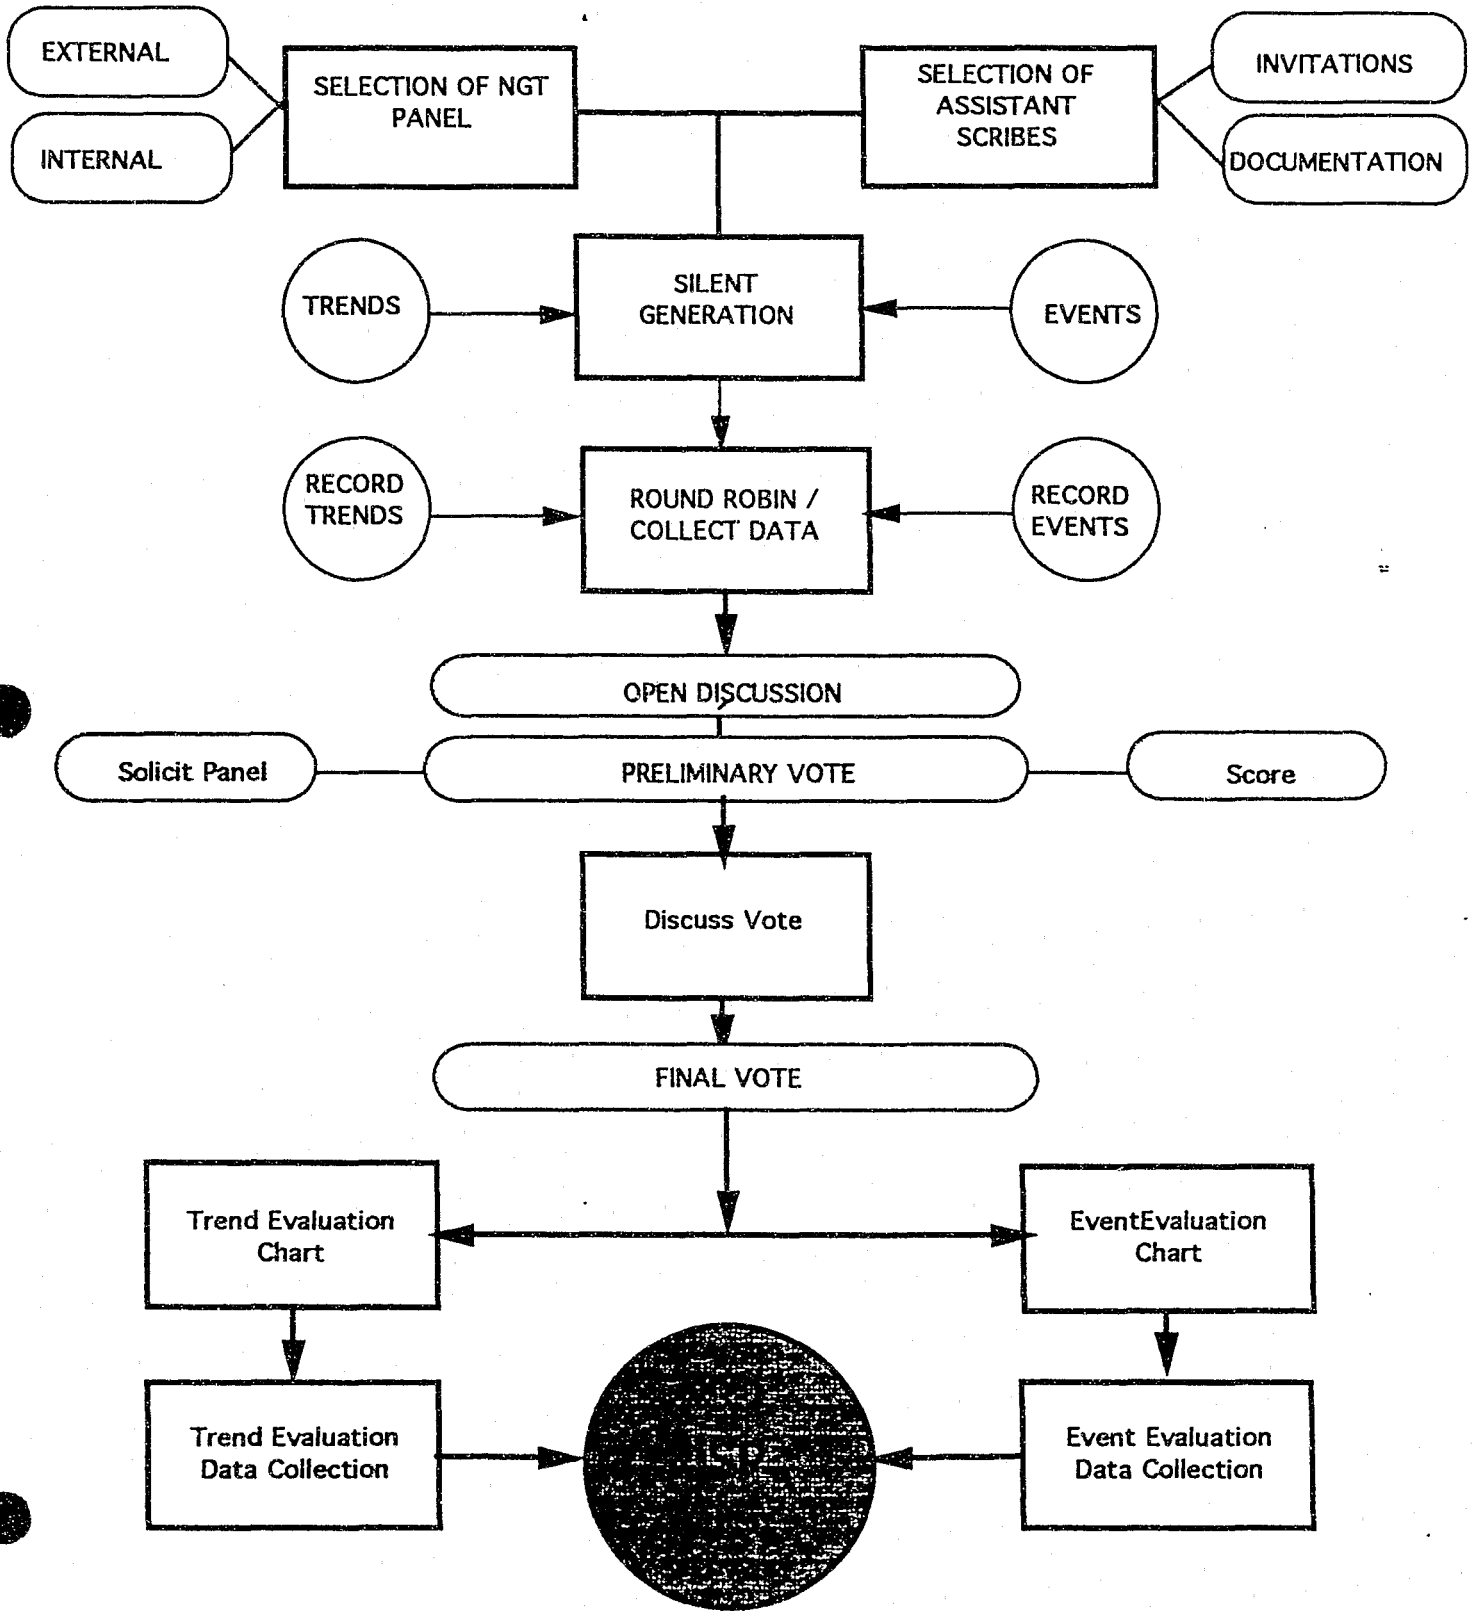 EXTERNAL
INTERNAL
SELECTION OF NGT
PANEL
SELECTION OF
ASSISTANT
SCRIBES
INVITATIONS
DOCUMENTATION
TRENDS
SILENT
GENERATION
EVENTS
RECORD
TRENDS
ROUND ROBIN /
COLLECT DATA
RECORD
EVENTS
OPEN DISCUSSION
Solicit Panel
PRELIMINARY VOTE
Score
Discuss Vote
FINAL VOTE
Trend Evaluation
Chart
EventEvaluation
Chart
Trend Evaluation
Data Collection
Event Evaluation
Data Collection